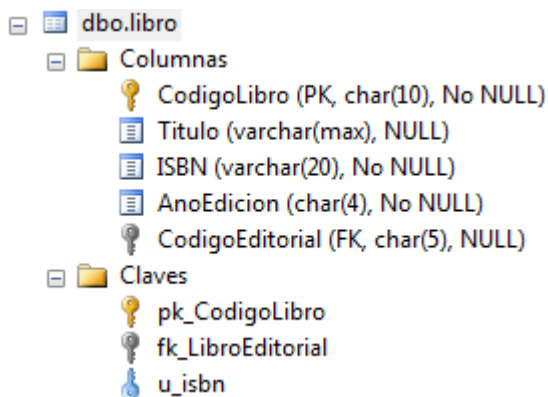 dbo.libro
Columnas
CodigoLibro (PK, char(10), No NULL)
Titulo (varchar(max), NULL)
ISBN (varchar(20), No NULL)
AnoEdicion (char(4), No NULL)
CodigoEditorial (FK, char(5), NULL)
Claves
pk_CodigoLibro
fk_LibroEditorial
u_isbn